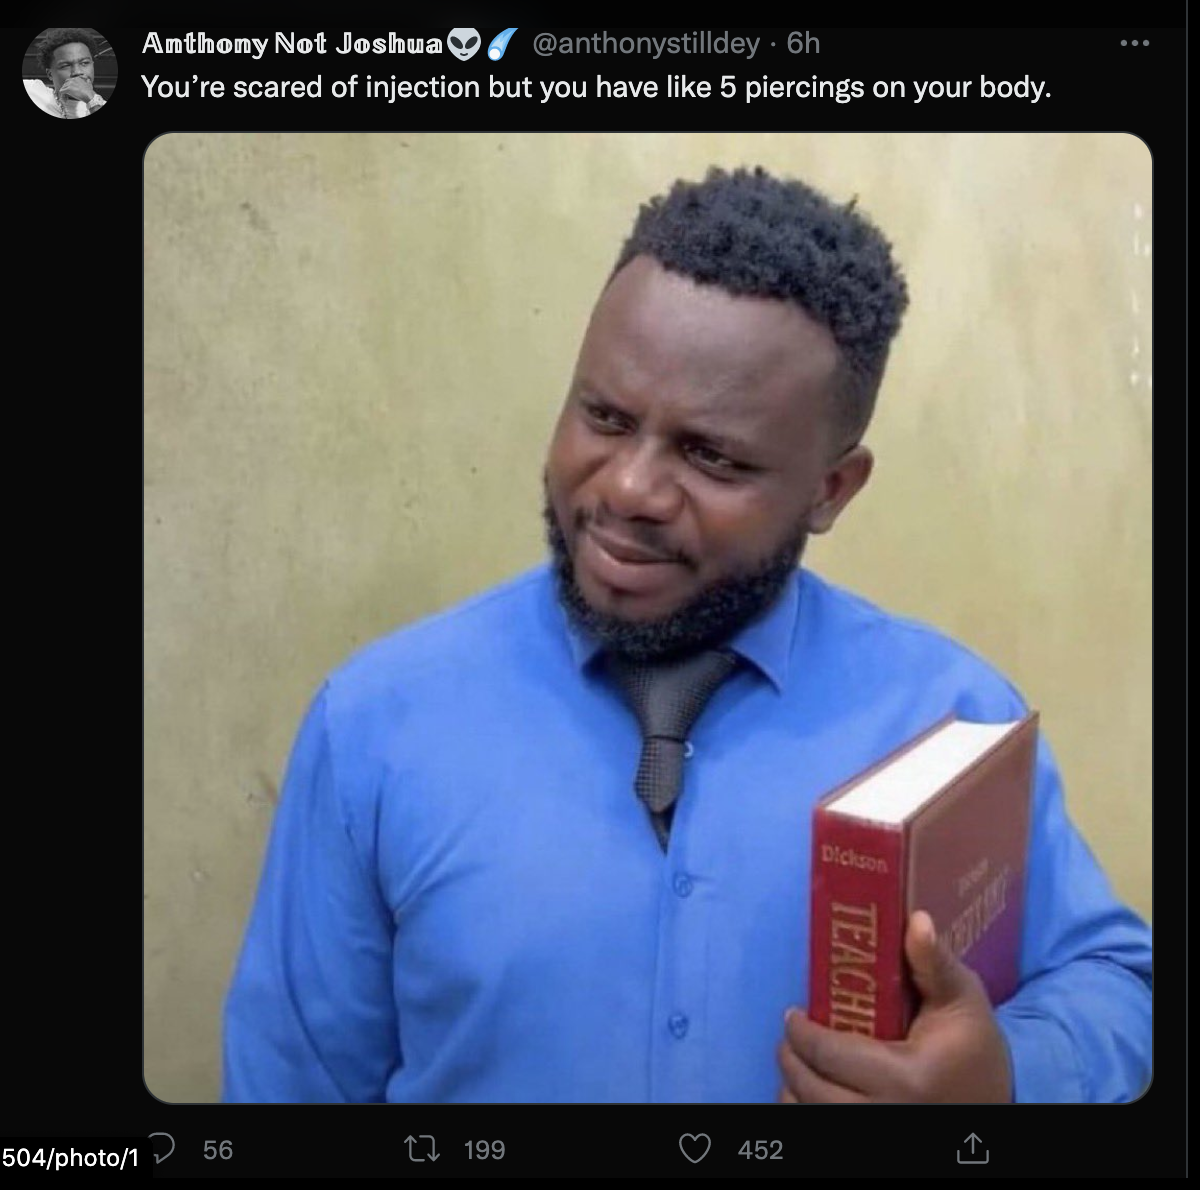 Anthony Not Joshua👽☄️ @anthonystilldey · 6h
You’re scared of injection but you have like 5 piercings on your body.
Dickson
TEACHE
56 199 452
504/photo/1